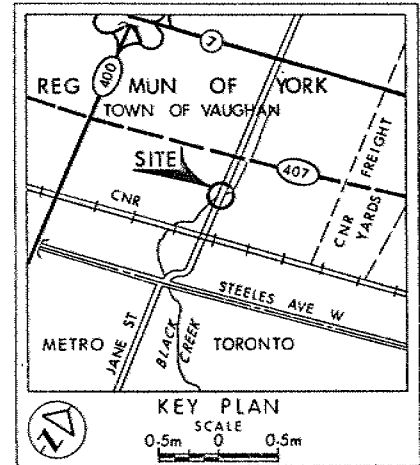 7
400
REG MUN OF YORK
TOWN OF VAUGHAN
SITE
407
FREIGHT
CNR YARDS
CNR
STEELES AVE W
METRO TORONTO
JANE ST
BLACK CREEK
KEY PLAN
SCALE
0·5m 0 0·5m
Z